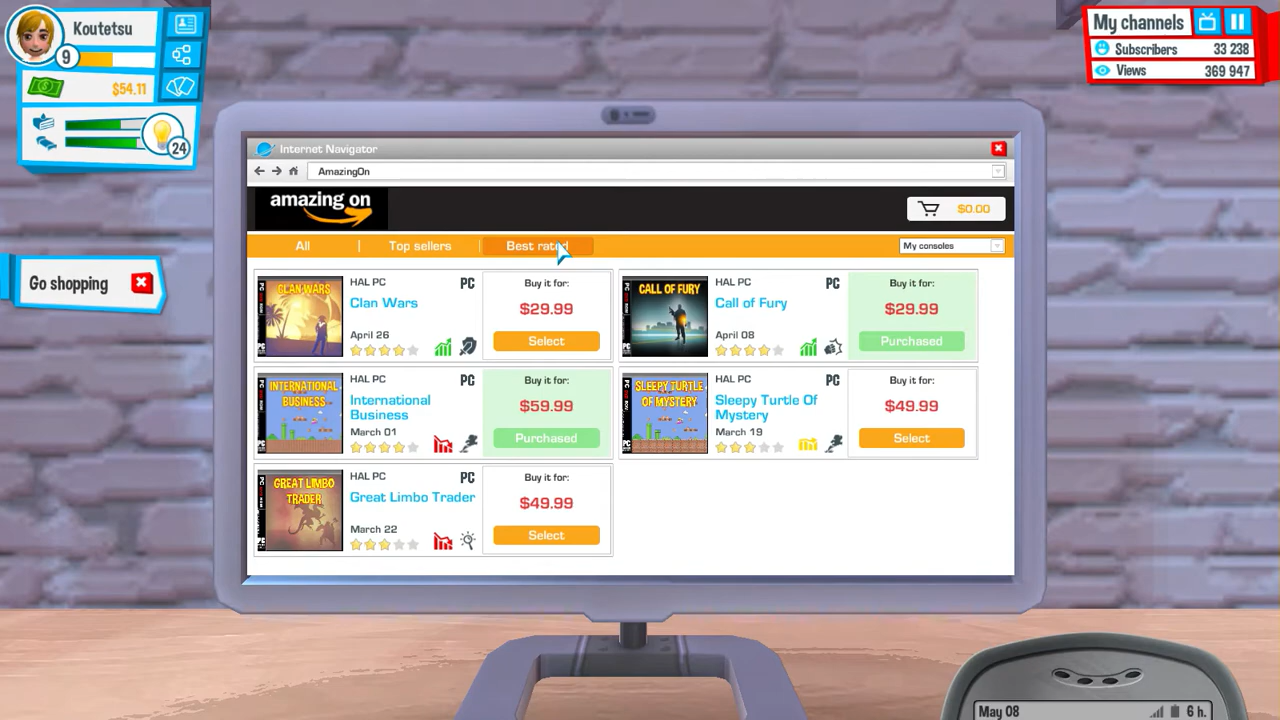 Koutetsu
9
$54.11
24
My channels
Subscribers 33 238
Views 369 947
Internet Navigator
AmazingOn
amazing on
$0.00
All | Top sellers | Best rated
My consoles
CLAN WARS
HAL PC PC
Clan Wars
April 26
Buy it for:
$29.99
Select
CALL OF FURY
HAL PC PC
Call of Fury
April 08
Buy it for:
$29.99
Purchased
Go shopping
INTERNATIONAL
BUSINESS
HAL PC PC
International
Business
March 01
Buy it for:
$59.99
Purchased
SLEEPY TURTLE
OF MYSTERY
HAL PC PC
Sleepy Turtle Of
Mystery
March 19
Buy it for:
$49.99
Select
GREAT LIMBO
TRADER
HAL PC PC
Great Limbo Trader
March 22
Buy it for:
$49.99
Select
May 08
6 h.